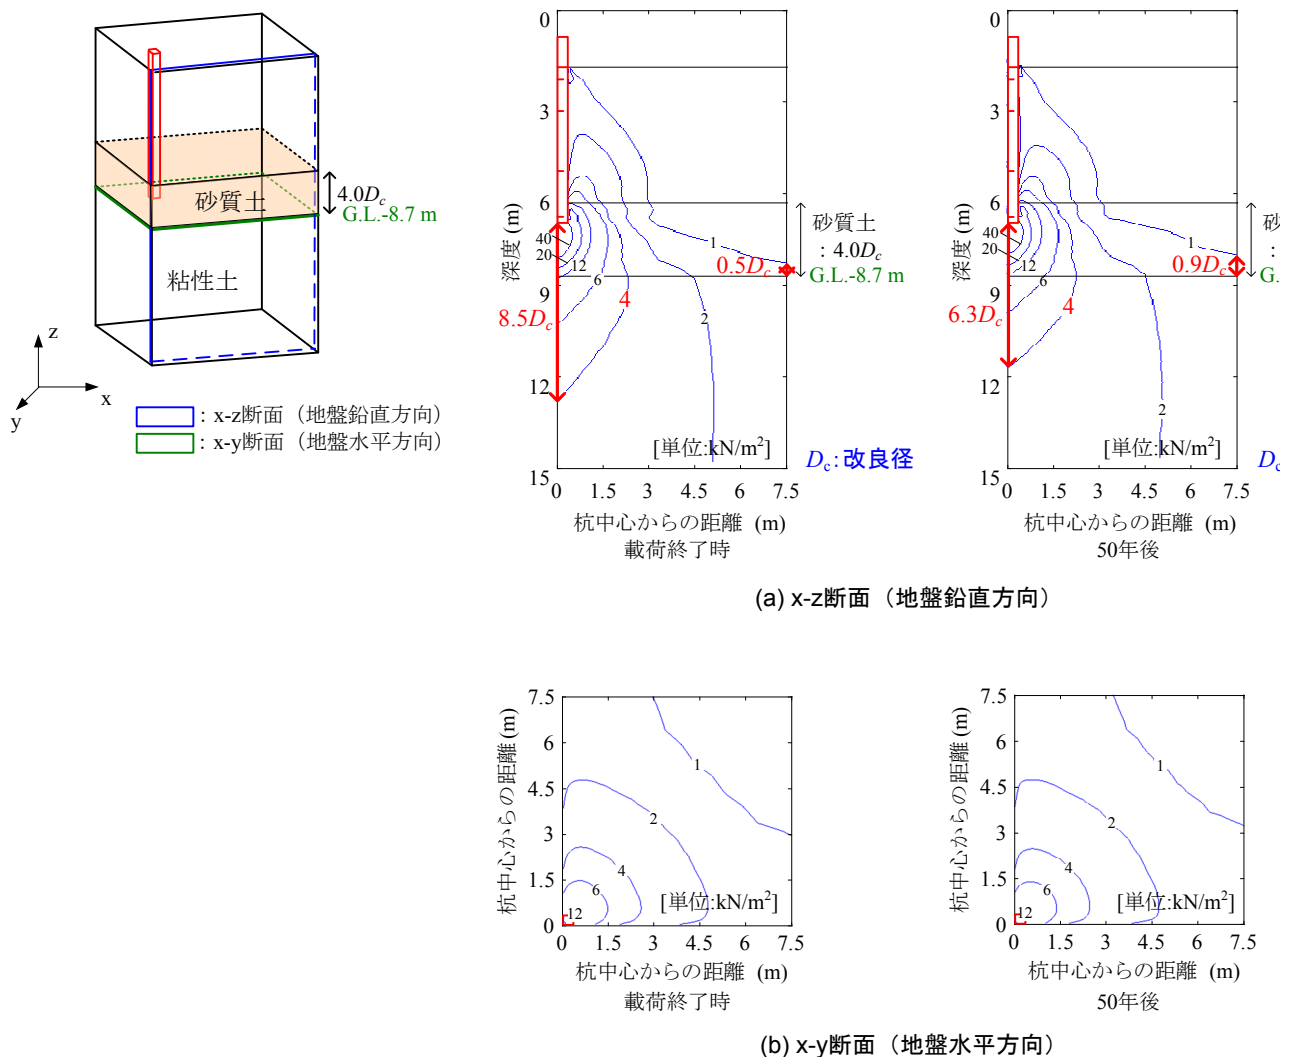 砂質土
4.0Dc
G.L.-8.7 m
粘性土
z
x
y
: x-z断面（地盤鉛直方向）
: x-y断面（地盤水平方向）
0
3
6
9
12
15
深度 (m)
40
20
12
6
4
2
1
0.5Dc
8.5Dc
砂質土
: 4.0Dc
G.L.-8.7 m
[単位:kN/m2]
Dc:改良径
0 1.5 3 4.5 6 7.5
杭中心からの距離 (m)
載荷終了時
0
3
6
9
12
15
深度 (m)
40
20
12
6
4
2
1
0.9Dc
6.3Dc
砂
:
G.
[単位:kN/m2]
Dc
0 1.5 3 4.5 6 7.5
杭中心からの距離 (m)
50年後
(a) x-z断面（地盤鉛直方向）
7.5
6
4.5
3
1.5
0
杭中心からの距離 (m)
1
2
4
6
12
[単位:kN/m2]
0 1.5 3 4.5 6 7.5
杭中心からの距離 (m)
載荷終了時
7.5
6
4.5
3
1.5
0
杭中心からの距離 (m)
1
2
4
6
12
[単位:kN/m2]
0 1.5 3 4.5 6 7.5
杭中心からの距離 (m)
50年後
(b) x-y断面（地盤水平方向）